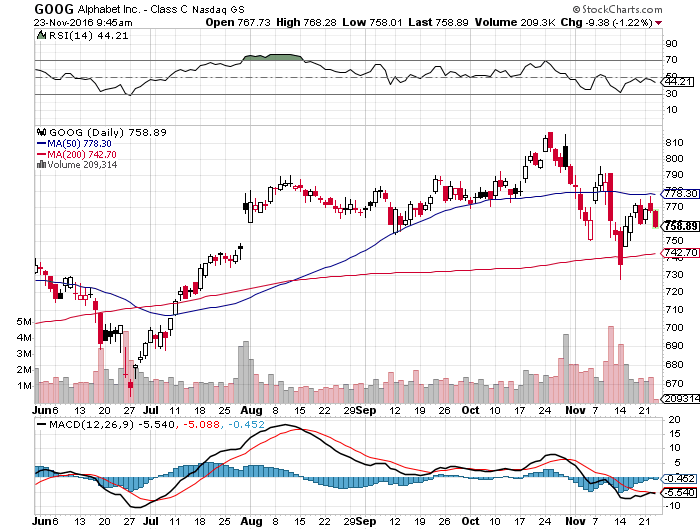 GOOG Alphabet Inc. - Class C Nasdaq GS © StockCharts.com
23-Nov-2016 9:45am Open 767.73 High 768.28 Low 758.01 Last 758.89 Volume 209.3K Chg -9.38 (-1.22%)
RSI(14) 44.21
90
70
50
44.21
30
10
GOOG (Daily) 758.89
MA(50) 778.30
MA(200) 742.70
Volume 209,314
810
800
790
780
778.30
770
760
758.89
750
742.70
740
730
720
710
700
690
680
670
5M
4M
3M
2M
1M
209314
Jun 6 13 20 27 Jul 11 18 25 Aug 8 15 22 29 Sep 12 19 26 Oct 10 17 24 Nov 7 14 21
MACD(12,26,9) -5.540, -5.088, -0.452
20
15
10
5
-0.452
-5.540
-10
Jun 6 13 20 27 Jul 11 18 25 Aug 8 15 22 29 Sep 12 19 26 Oct 10 17 24 Nov 7 14 21